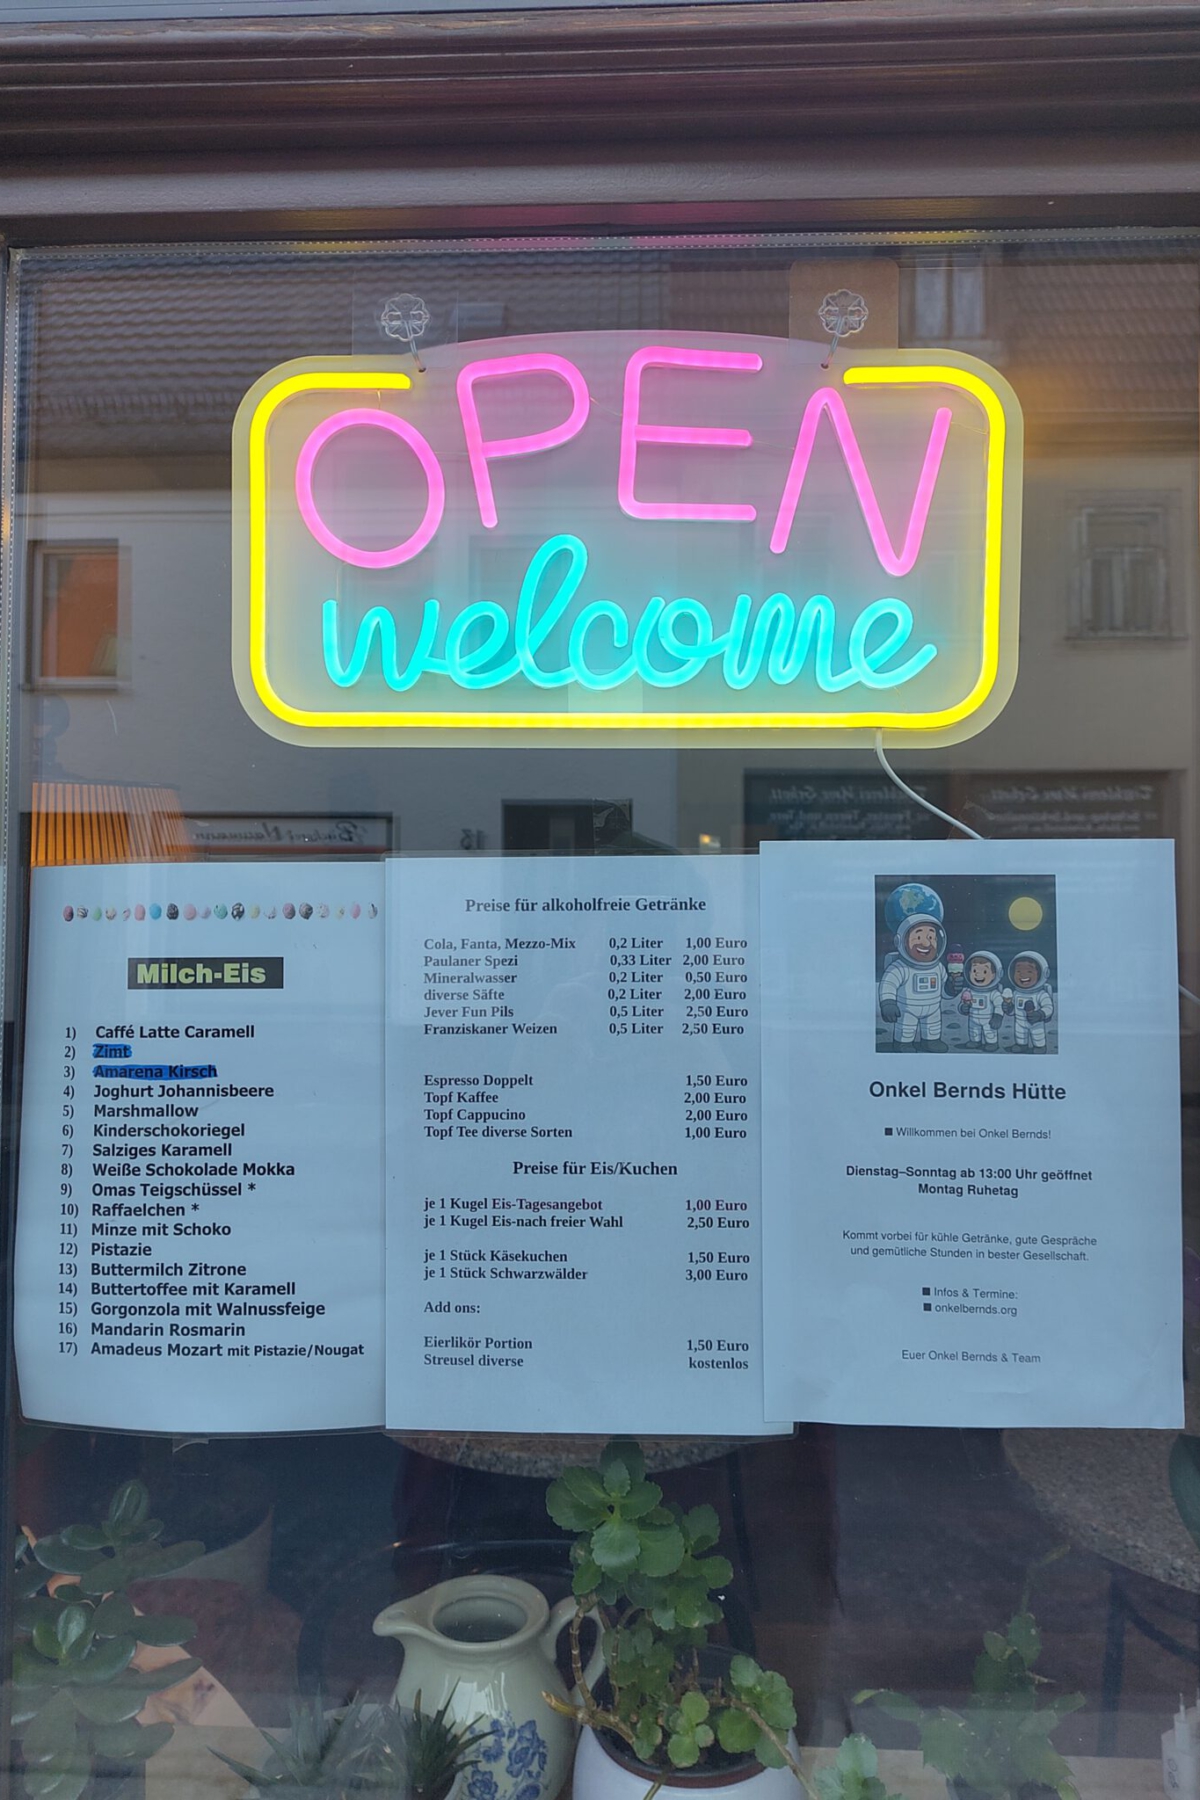 OPEN
welcome
Milch-Eis
1) Caffé Latte Caramell
2) Zimt
3) Amarena Kirsch
4) Joghurt Johannisbeere
5) Marshmallow
6) Kinderschokoriegel
7) Salziges Karamell
8) Weiße Schokolade Mokka
9) Omas Teigschüssel *
10) Raffaelchen *
11) Minze mit Schoko
12) Pistazie
13) Buttermilch Zitrone
14) Buttertoffee mit Karamell
15) Gorgonzola mit Walnussfeige
16) Mandarin Rosmarin
17) Amadeus Mozart mit Pistazie/Nougat
Preise für alkoholfreie Getränke
Cola, Fanta, Mezzo-Mix 0,2 Liter 1,00 Euro
Paulaner Spezi 0,33 Liter 2,00 Euro
Mineralwasser 0,2 Liter 0,50 Euro
diverse Säfte 0,2 Liter 2,00 Euro
Jever Fun Pils 0,5 Liter 2,50 Euro
Franziskaner Weizen 0,5 Liter 2,50 Euro
Espresso Doppelt 1,50 Euro
Topf Kaffee 2,00 Euro
Topf Cappucino 2,00 Euro
Topf Tee diverse Sorten 1,00 Euro
Preise für Eis/Kuchen
je 1 Kugel Eis-Tagesangebot 1,00 Euro
je 1 Kugel Eis-nach freier Wahl 2,50 Euro
je 1 Stück Käsekuchen 1,50 Euro
je 1 Stück Schwarzwälder 3,00 Euro
Add ons:
Eierlikör Portion 1,50 Euro
Streusel diverse kostenlos
Onkel Bernds Hütte
■ Willkommen bei Onkel Bernds!
Dienstag–Sonntag ab 13:00 Uhr geöffnet
Montag Ruhetag
Kommt vorbei für kühle Getränke, gute Gespräche
und gemütliche Stunden in bester Gesellschaft.
■ Infos & Termine:
■ onkelbernds.org
Euer Onkel Bernds & Team